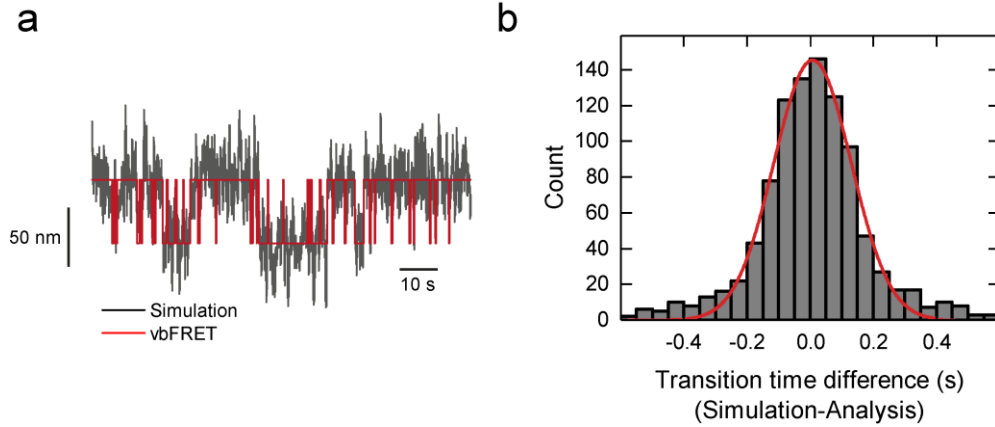 a
50 nm
10 s
Simulation
vbFRET
b
Count
140
120
100
80
60
40
20
0
-0.4
-0.2
0.0
0.2
0.4
Transition time difference (s)
(Simulation-Analysis)